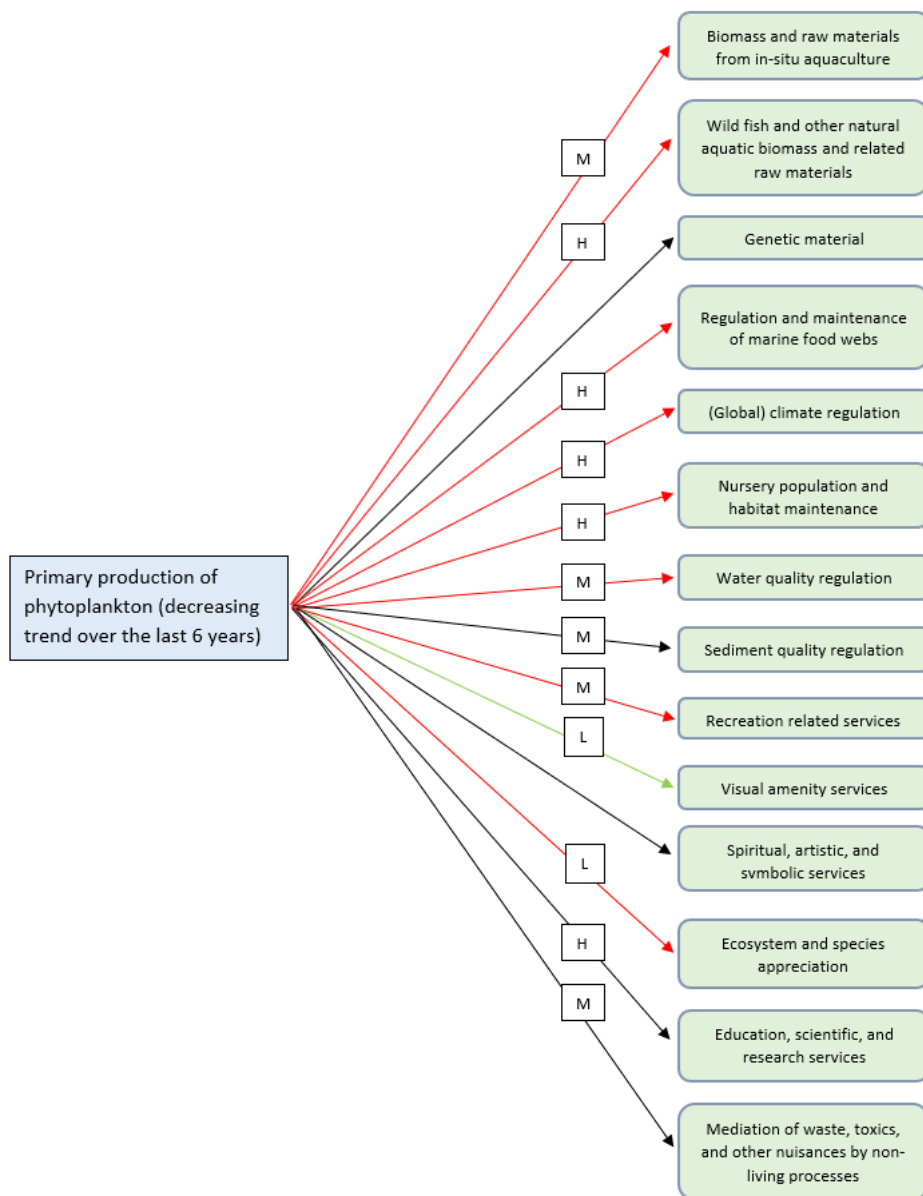 Biomass and raw materials
from in-situ aquaculture
Wild fish and other natural
aquatic biomass and related
raw materials
M
H
Genetic material
Regulation and maintenance
of marine food webs
H
(Global) climate regulation
H
Nursery population and
habitat maintenance
H
Primary production of
phytoplankton (decreasing
trend over the last 6 years)
M
Water quality regulation
M
Sediment quality regulation
M
Recreation related services
L
Visual amenity services
Spiritual, artistic, and
svmbolic services
L
Ecosystem and species
appreciation
H
M
Education, scientific, and
research services
Mediation of waste, toxics,
and other nuisances by non-
living processes